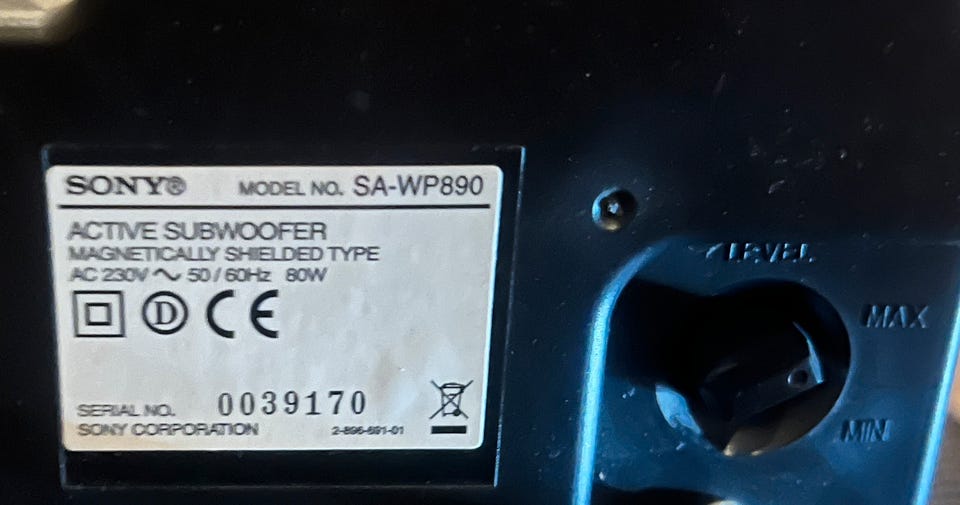 SONY® MODEL NO. SA-WP890
ACTIVE SUBWOOFER
MAGNETICALLY SHIELDED TYPE
AC 230V ~ 50/60Hz 80W
D CE
SERIAL NO. 0039170
SONY CORPORATION 2-896-691-01
LEVEL
MAX
MIN